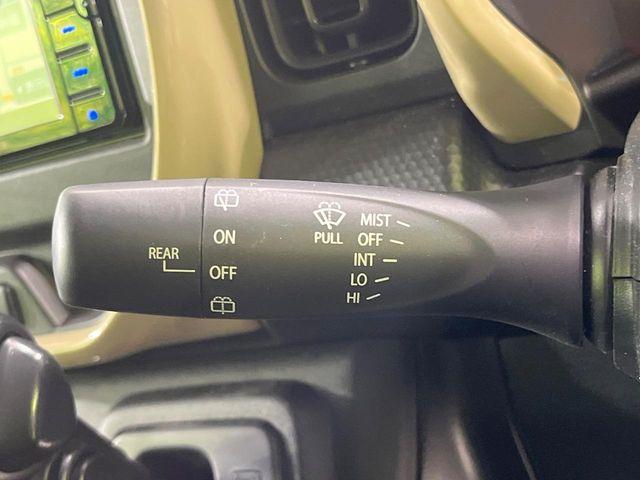 REAR
ON
OFF
PULL
MIST
OFF
INT
LO
HI